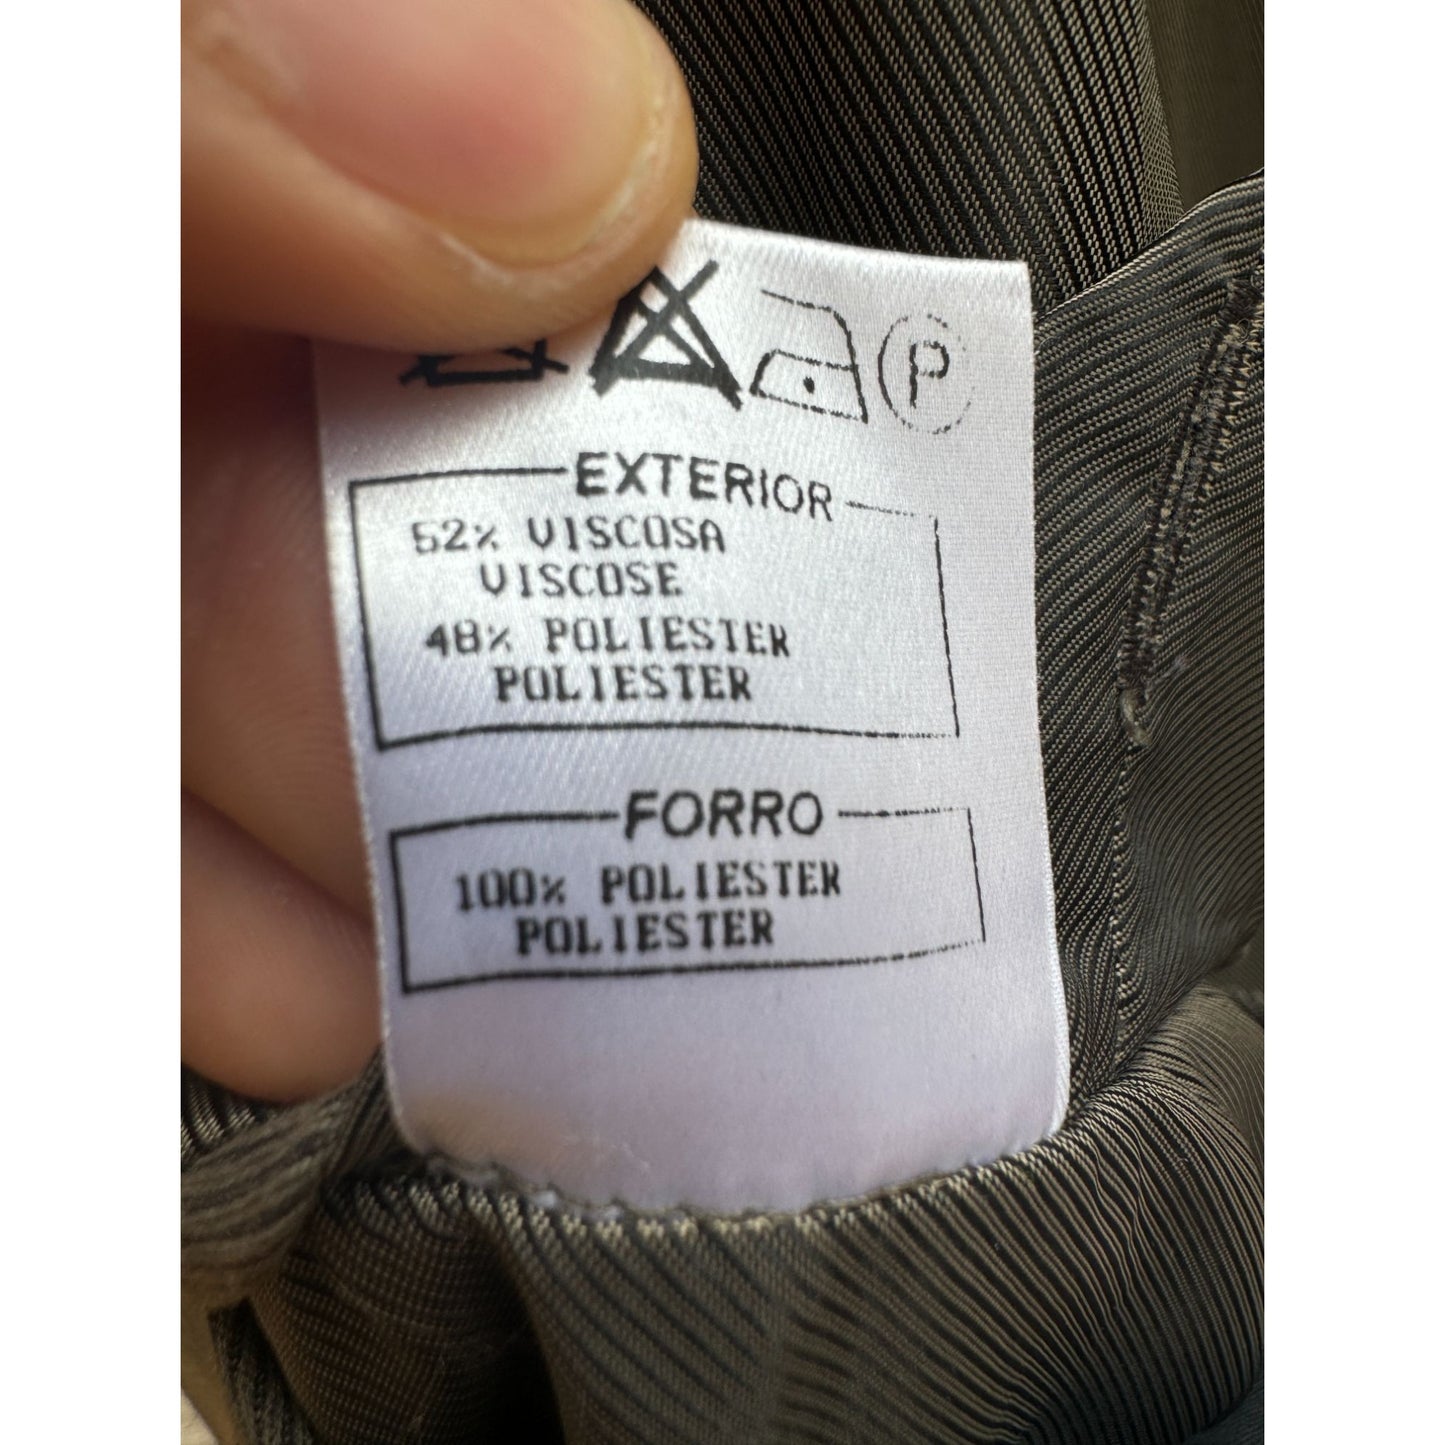 P
EXTERIOR
52% VISCOSA
VISCOSE
48% POLIESTER
POLIESTER
FORRO
100% POLIESTER
POLIESTER